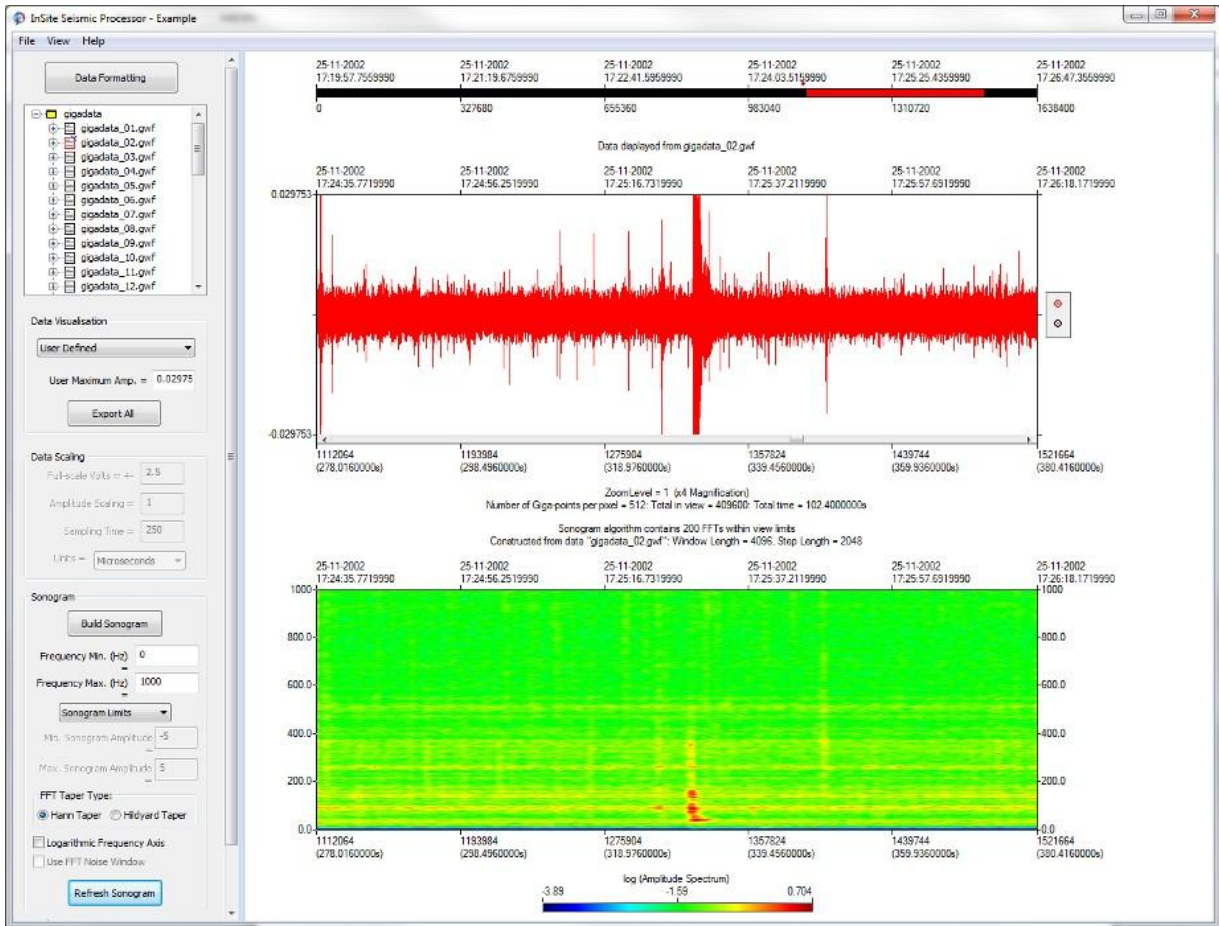 InSite Seismic Processor - Example
File View Help
Data Formatting
gigadata
gigadata_01.gwf
gigadata_02.gwf
gigadata_03.gwf
gigadata_04.gwf
gigadata_05.gwf
gigadata_06.gwf
gigadata_07.gwf
gigadata_08.gwf
gigadata_09.gwf
gigadata_10.gwf
gigadata_11.gwf
gigadata_12.gwf
Data Visualisation
User Defined
User Maximum Amp. = 0.02975
Export All
Data Scaling
Full-scale Volts = +- 2.5
Amplitude Scaling = 1
Sampling Time = 250
Units = Microseconds
Sonogram
Build Sonogram
Frequency Min. (Hz) = 0
Frequency Max. (Hz) = 1000
Sonogram Limits
Min. Sonogram Amplitude = -5
Max. Sonogram Amplitude = 5
FFT Taper Type:
Hann Taper Hildyard Taper
Logarithmic Frequency Axis
Use FFT Noise Window
Refresh Sonogram
25-11-2002 25-11-2002 25-11-2002 25-11-2002 25-11-2002 25-11-2002
17:19:57.7559990 17:21:19.6759990 17:22:41.5959990 17:24:03.5159990 17:25:25.4359990 17:26:47.3559990
0 327680 655360 983040 1310720 1638400
Data displayed from gigadata_02.gwf
25-11-2002 25-11-2002 25-11-2002 25-11-2002 25-11-2002 25-11-2002
17:24:35.7719990 17:24:56.2519990 17:25:16.7319990 17:25:37.2119990 17:25:57.6919990 17:26:18.1719990
0.029753
-0.029753
1112064 1193984 1275904 1357824 1439744 1521664
(278.0160000s) (298.4960000s) (318.9760000s) (339.4560000s) (359.9360000s) (380.4160000s)
ZoomLevel = 1 (x4 Magnification)
Number of Giga-points per pixel = 512: Total in view = 409600: Total time = 102.4000000s
Sonogram algorithm contains 200 FFTs within view limits
Constructed from data "gigadata_02.gwf": Window Length = 4096. Step Length = 2048
25-11-2002 25-11-2002 25-11-2002 25-11-2002 25-11-2002 25-11-2002
17:24:35.7719990 17:24:56.2519990 17:25:16.7319990 17:25:37.2119990 17:25:57.6919990 17:26:18.1719990
1000 1000
800.0 800.0
600.0 600.0
400.0 400.0
200.0 200.0
0.0 0.0
1112064 1193984 1275904 1357824 1439744 1521664
(278.0160000s) (298.4960000s) (318.9760000s) (339.4560000s) (359.9360000s) (380.4160000s)
log (Amplitude Spectrum)
-3.89 -1.59 0.704